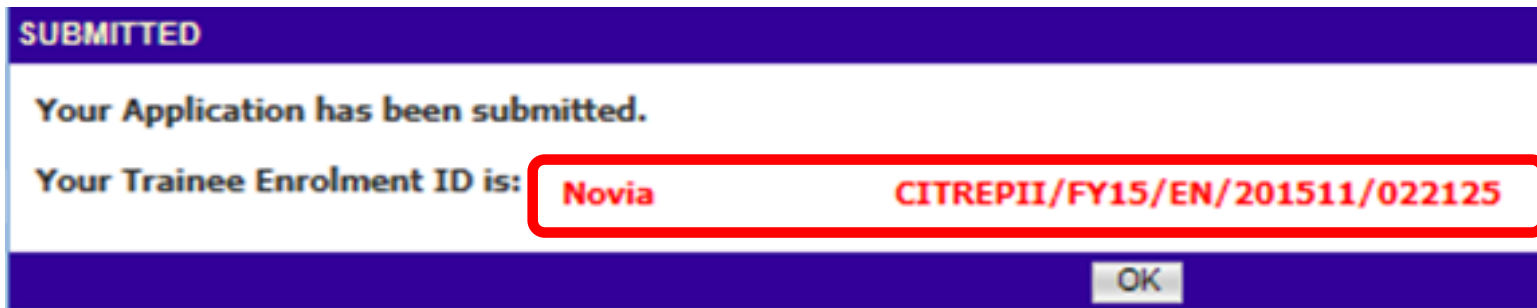 SUBMITTED
Your Application has been submitted.
Your Trainee Enrolment ID is: Novia CITREPII/FY15/EN/201511/022125
OK